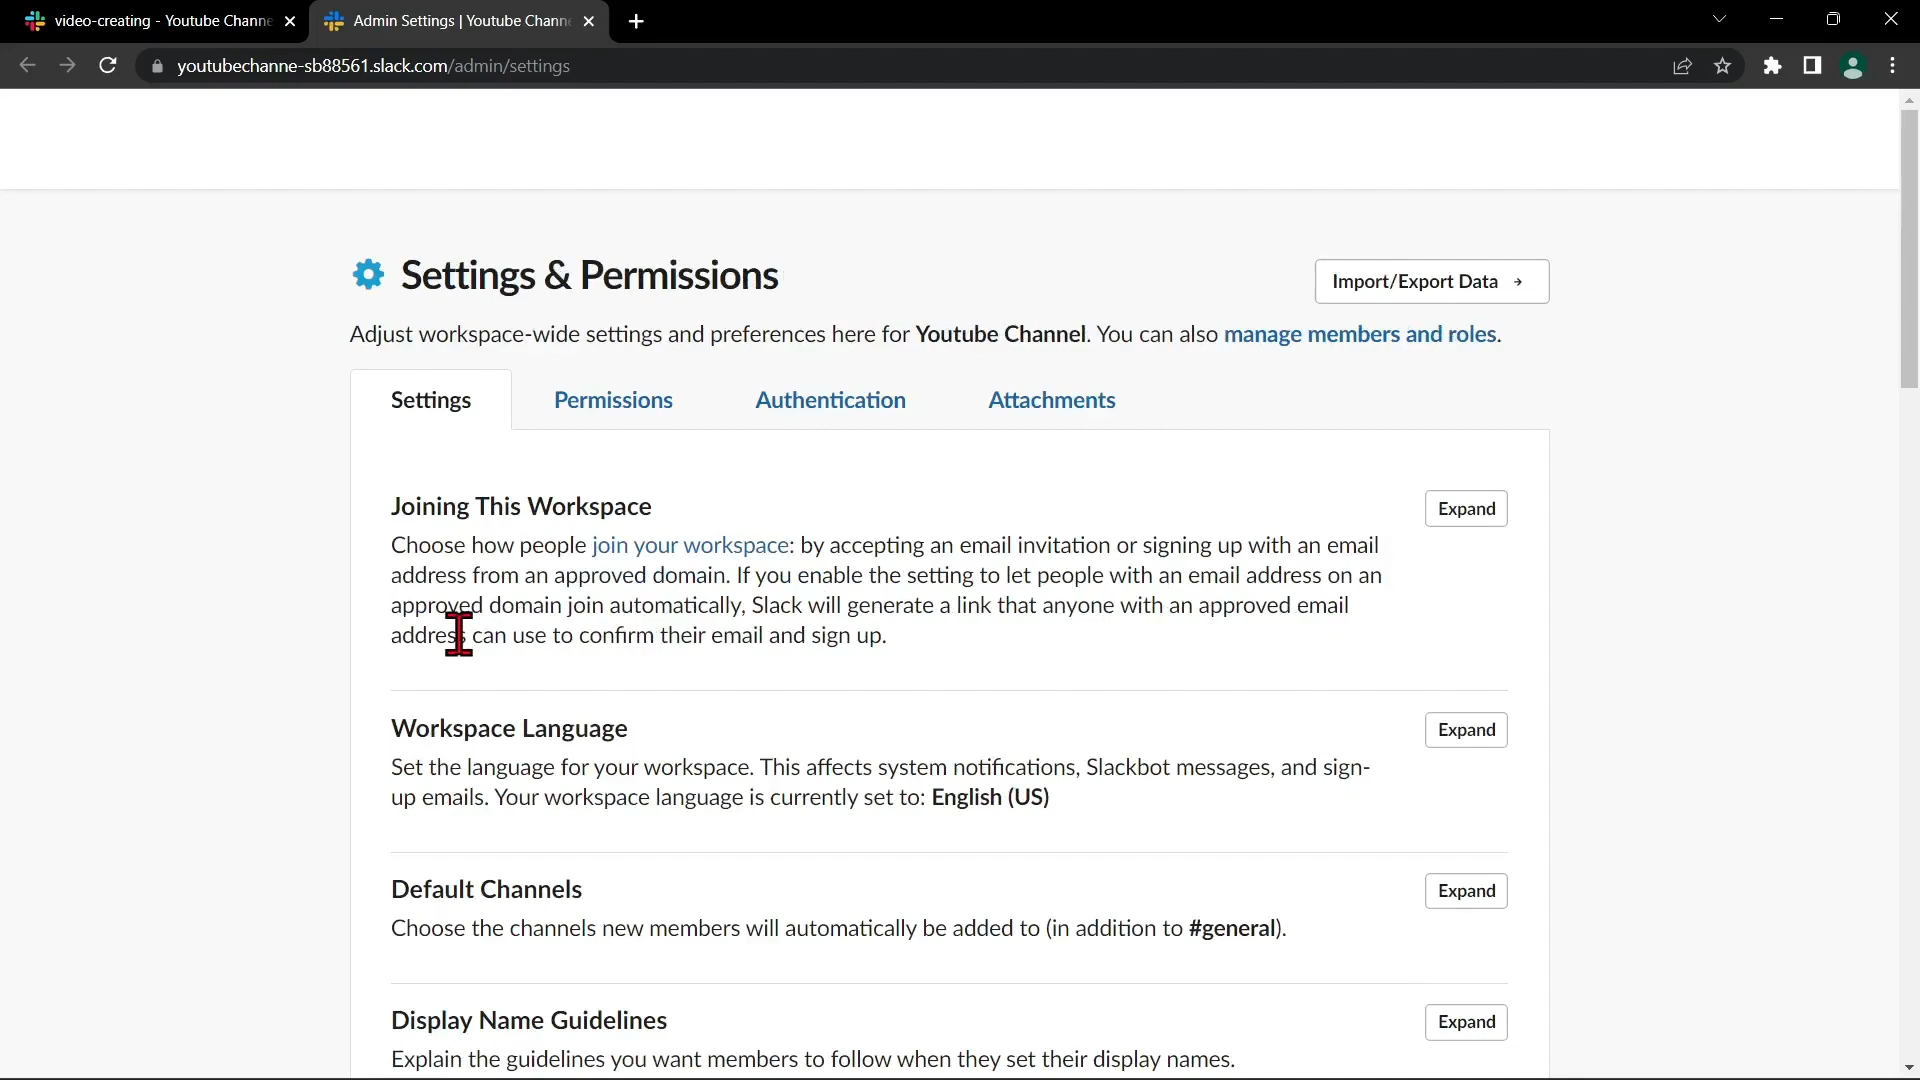 video-creating - Youtube Channe
Admin Settings | Youtube Channe
youtubechanne-sb88561.slack.com/admin/settings
Settings & Permissions
Import/Export Data →
Adjust workspace-wide settings and preferences here for Youtube Channel. You can also manage members and roles.
Settings
Permissions
Authentication
Attachments
Joining This Workspace
Expand
Choose how people join your workspace: by accepting an email invitation or signing up with an email
address from an approved domain. If you enable the setting to let people with an email address on an
approved domain join automatically, Slack will generate a link that anyone with an approved email
address can use to confirm their email and sign up.
Workspace Language
Expand
Set the language for your workspace. This affects system notifications, Slackbot messages, and sign-
up emails. Your workspace language is currently set to: English (US)
Default Channels
Expand
Choose the channels new members will automatically be added to (in addition to #general).
Display Name Guidelines
Expand
Explain the guidelines you want members to follow when they set their display names.